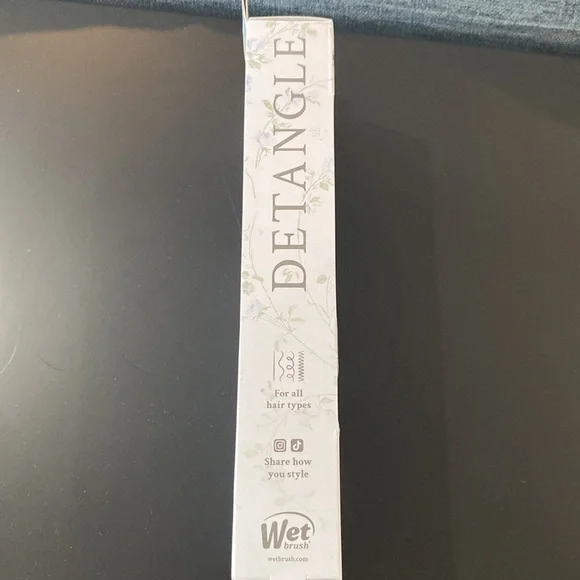 DETANGLE
For all
hair types
Share how
you style
Wet
brush
wetbrush.com